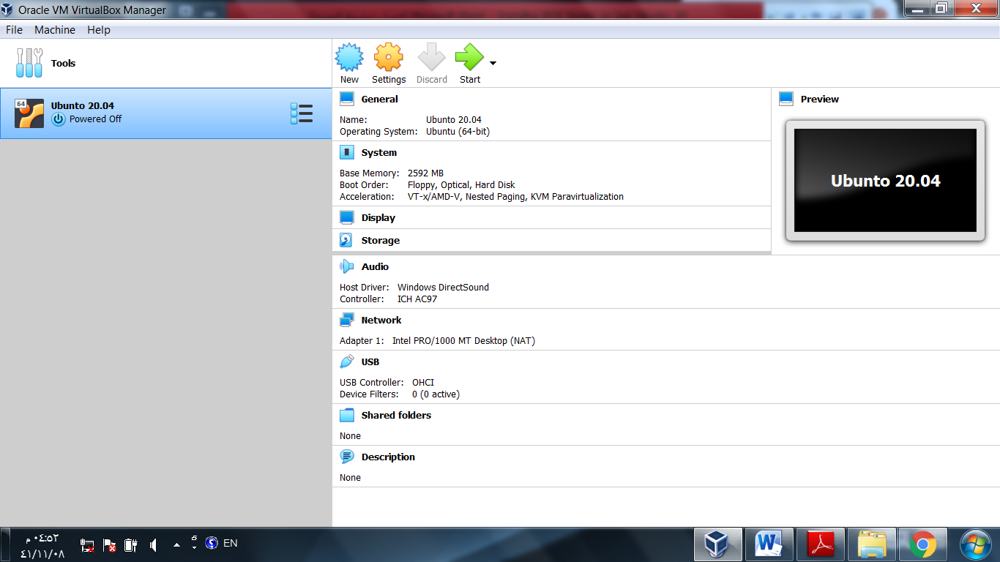 Oracle VM VirtualBox Manager
File Machine Help
Tools
New Settings Discard Start
64
Ubunto 20.04
Powered Off
General
Name: Ubunto 20.04
Operating System: Ubuntu (64-bit)
System
Base Memory: 2592 MB
Boot Order: Floppy, Optical, Hard Disk
Acceleration: VT-x/AMD-V, Nested Paging, KVM Paravirtualization
Display
Storage
Preview
Ubunto 20.04
Audio
Host Driver: Windows DirectSound
Controller: ICH AC97
Network
Adapter 1: Intel PRO/1000 MT Desktop (NAT)
USB
USB Controller: OHCI
Device Filters: 0 (0 active)
Shared folders
None
Description
None
٠٤:٥٢ م
٤١/١١/٠٨
EN